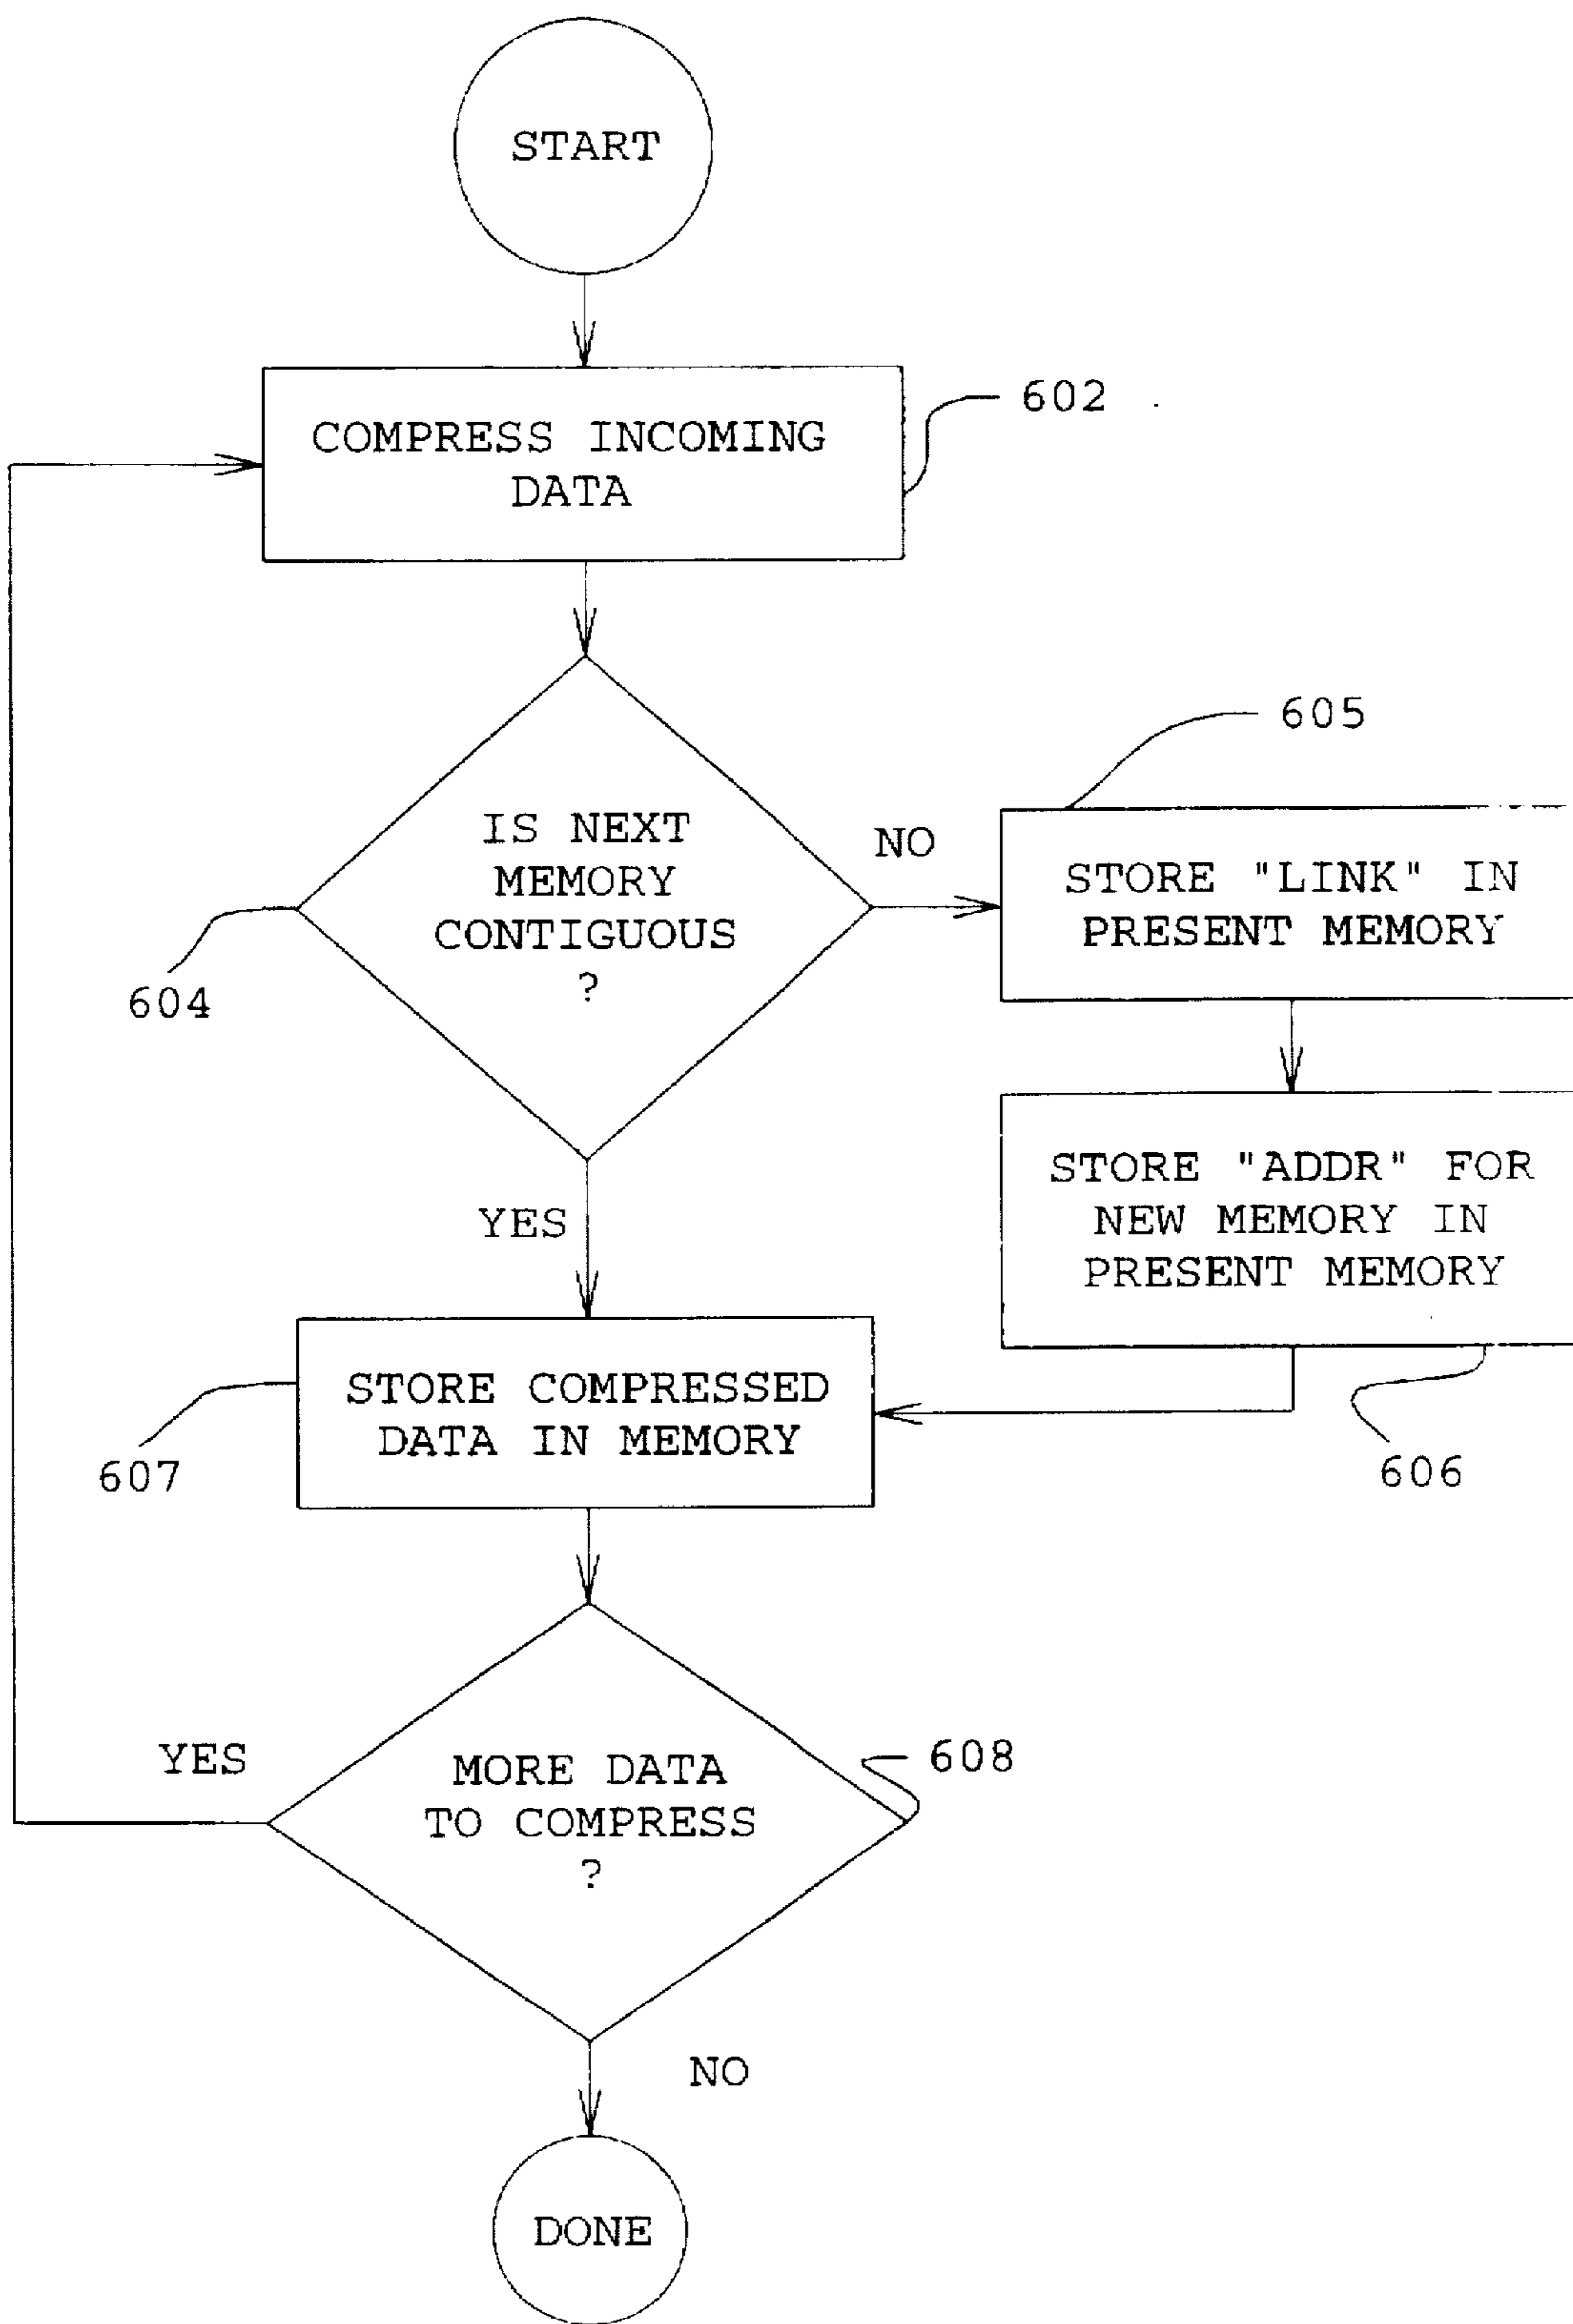 START
COMPRESS INCOMING
DATA
602
IS NEXT
MEMORY
CONTIGUOUS
?
604
NO
605
STORE "LINK" IN
PRESENT MEMORY
STORE "ADDR" FOR
NEW MEMORY IN
PRESENT MEMORY
606
YES
STORE COMPRESSED
DATA IN MEMORY
607
MORE DATA
TO COMPRESS
?
608
YES
NO
DONE